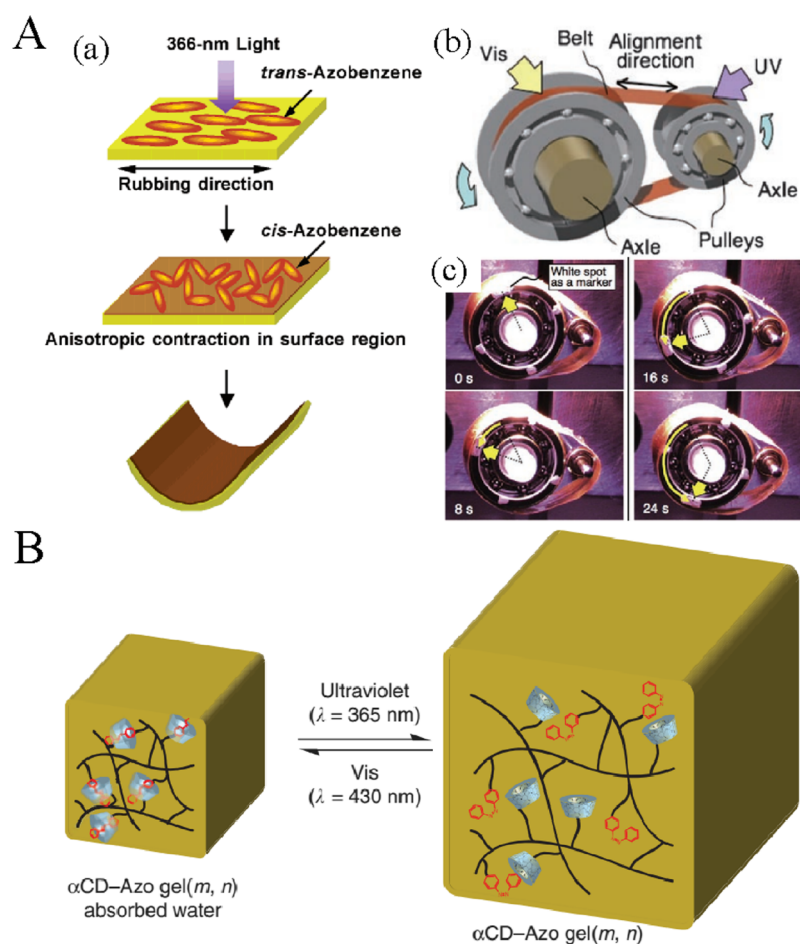 A
(a)
366-nm Light
trans-Azobenzene
Rubbing direction
cis-Azobenzene
Anisotropic contraction in surface region
(b)
Vis
Belt
Alignment
direction
UV
Axle
Pulleys
Axle
(c)
White spot
as a marker
0 s
16 s
8 s
24 s
B
Ultraviolet
(λ = 365 nm)
Vis
(λ = 430 nm)
αCD–Azo gel(m, n)
absorbed water
αCD–Azo gel(m, n)